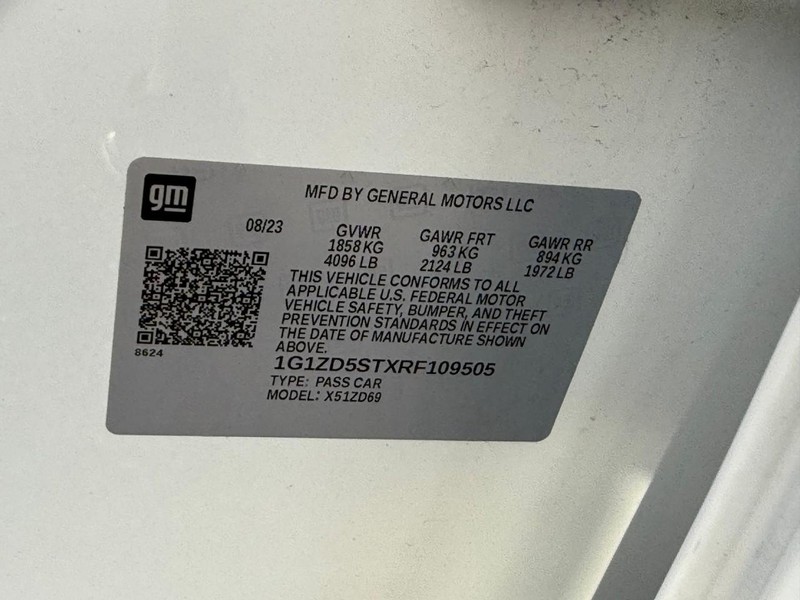 gm
MFD BY GENERAL MOTORS LLC
08/23 GVWR GAWR FRT GAWR RR
1858 KG 963 KG 894 KG
4096 LB 2124 LB 1972 LB
THIS VEHICLE CONFORMS TO ALL
APPLICABLE U.S. FEDERAL MOTOR
VEHICLE SAFETY, BUMPER, AND THEFT
PREVENTION STANDARDS IN EFFECT ON
THE DATE OF MANUFACTURE SHOWN
ABOVE.
8624
1G1ZD5STXRF109505
TYPE: PASS CAR
MODEL: X51ZD69